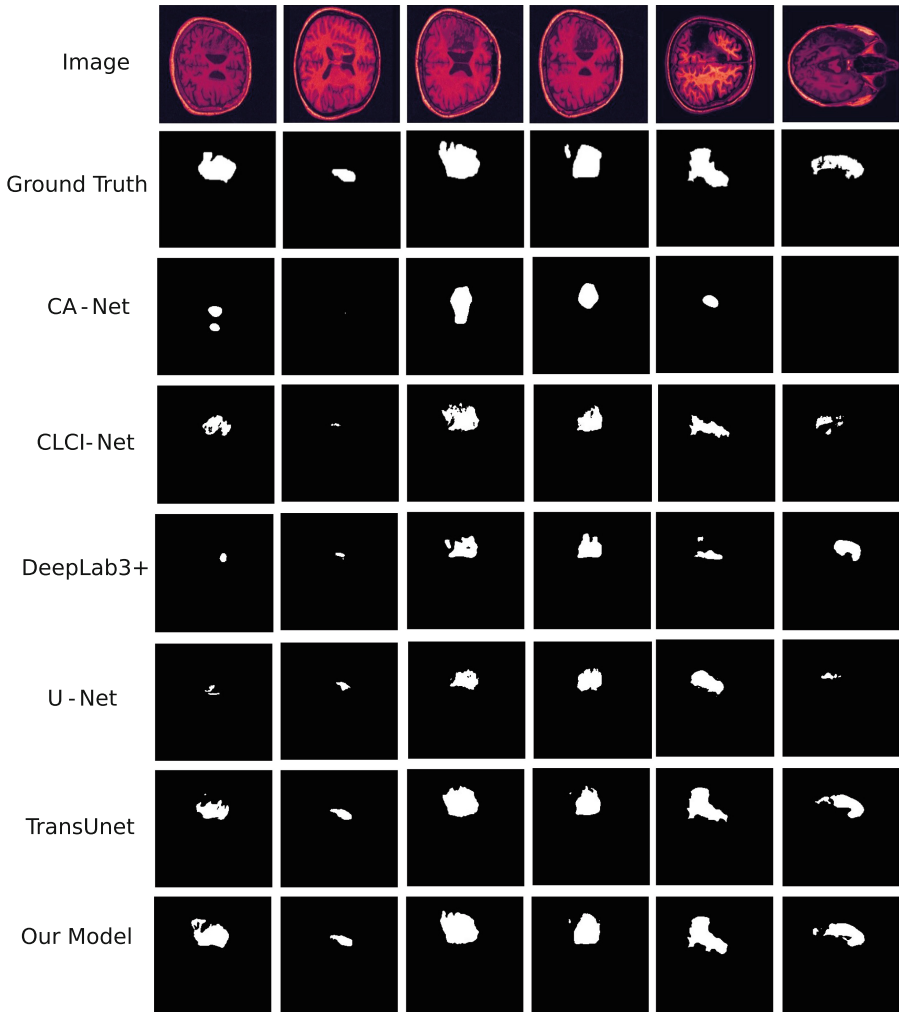 Image
Ground Truth
CA-Net
CLCI-Net
DeepLab3+
U-Net
TransUnet
Our Model